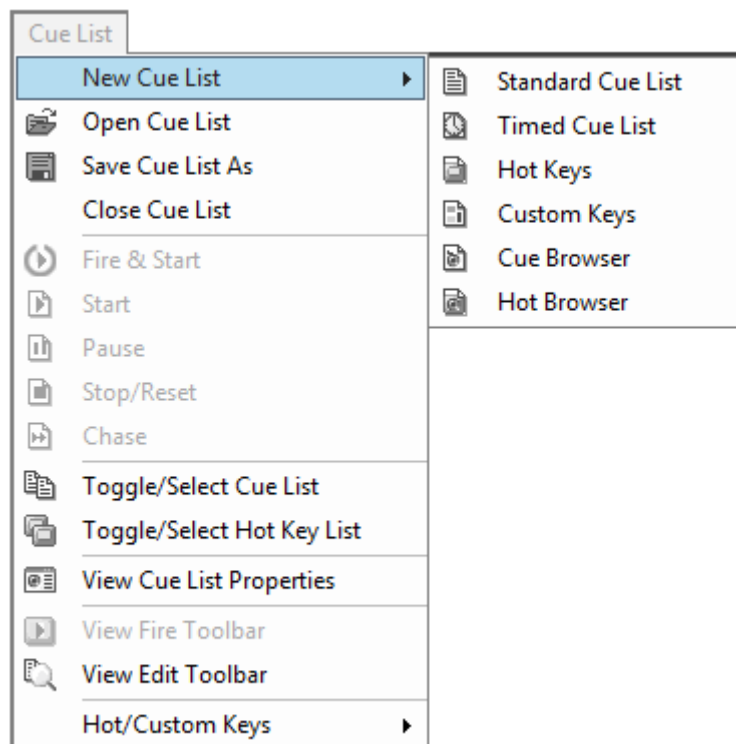 Cue List
New Cue List
Open Cue List
Save Cue List As
Close Cue List
Fire & Start
Start
Pause
Stop/Reset
Chase
Toggle/Select Cue List
Toggle/Select Hot Key List
View Cue List Properties
View Fire Toolbar
View Edit Toolbar
Hot/Custom Keys
Standard Cue List
Timed Cue List
Hot Keys
Custom Keys
Cue Browser
Hot Browser